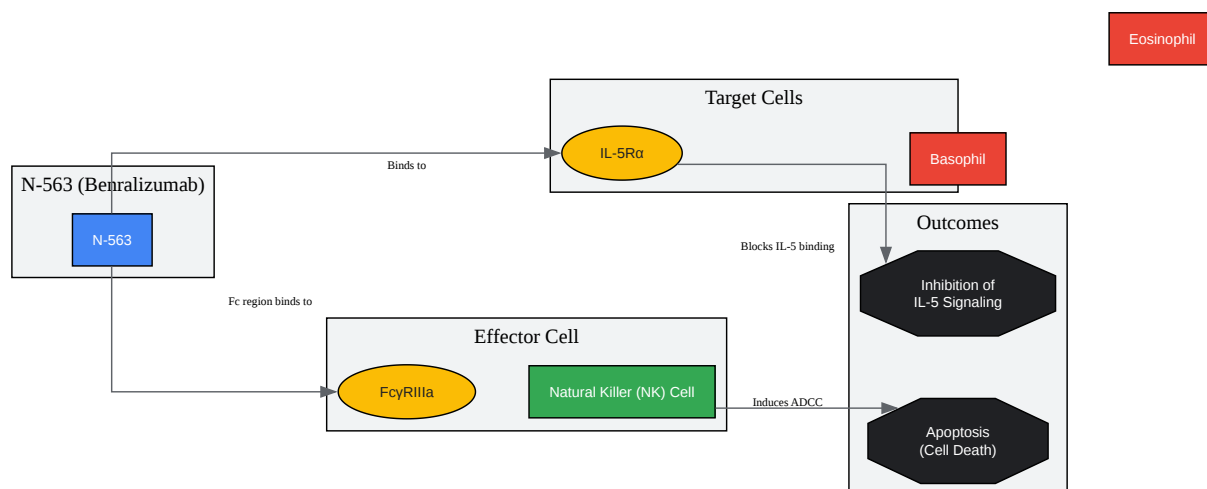 Eosinophil
Target Cells
IL-5Rα
Basophil
Binds to
N-563 (Benralizumab)
N-563
Outcomes
Blocks IL-5 binding
Inhibition of
IL-5 Signaling
Fc region binds to
Effector Cell
FcγRIIIa
Natural Killer (NK) Cell
Induces ADCC
Apoptosis
(Cell Death)